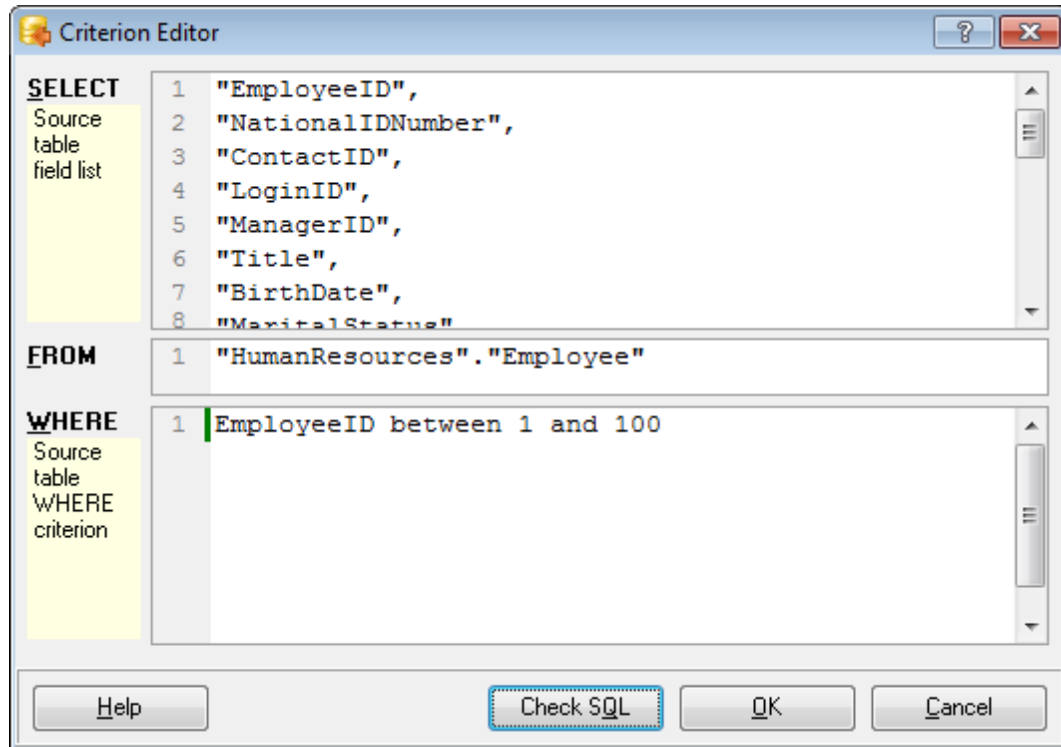 Criterion Editor
SELECT
Source
table
field list
1 "EmployeeID",
2 "NationalIDNumber",
3 "ContactID",
4 "LoginID",
5 "ManagerID",
6 "Title",
7 "BirthDate",
8 "MaritalStatus"
FROM
1 "HumanResources"."Employee"
WHERE
Source
table
WHERE
criterion
1 EmployeeID between 1 and 100
Help
Check SQL
OK
Cancel